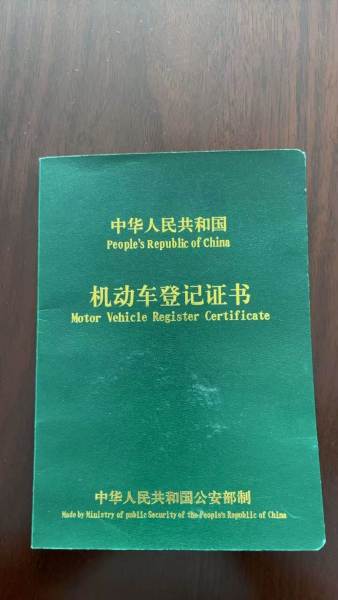 中华人民共和国
People's Republic of China
机动车登记证书
Motor Vehicle Register Certificate
中华人民共和国公安部制
Made by Ministry of public Security of the People's Republic of China